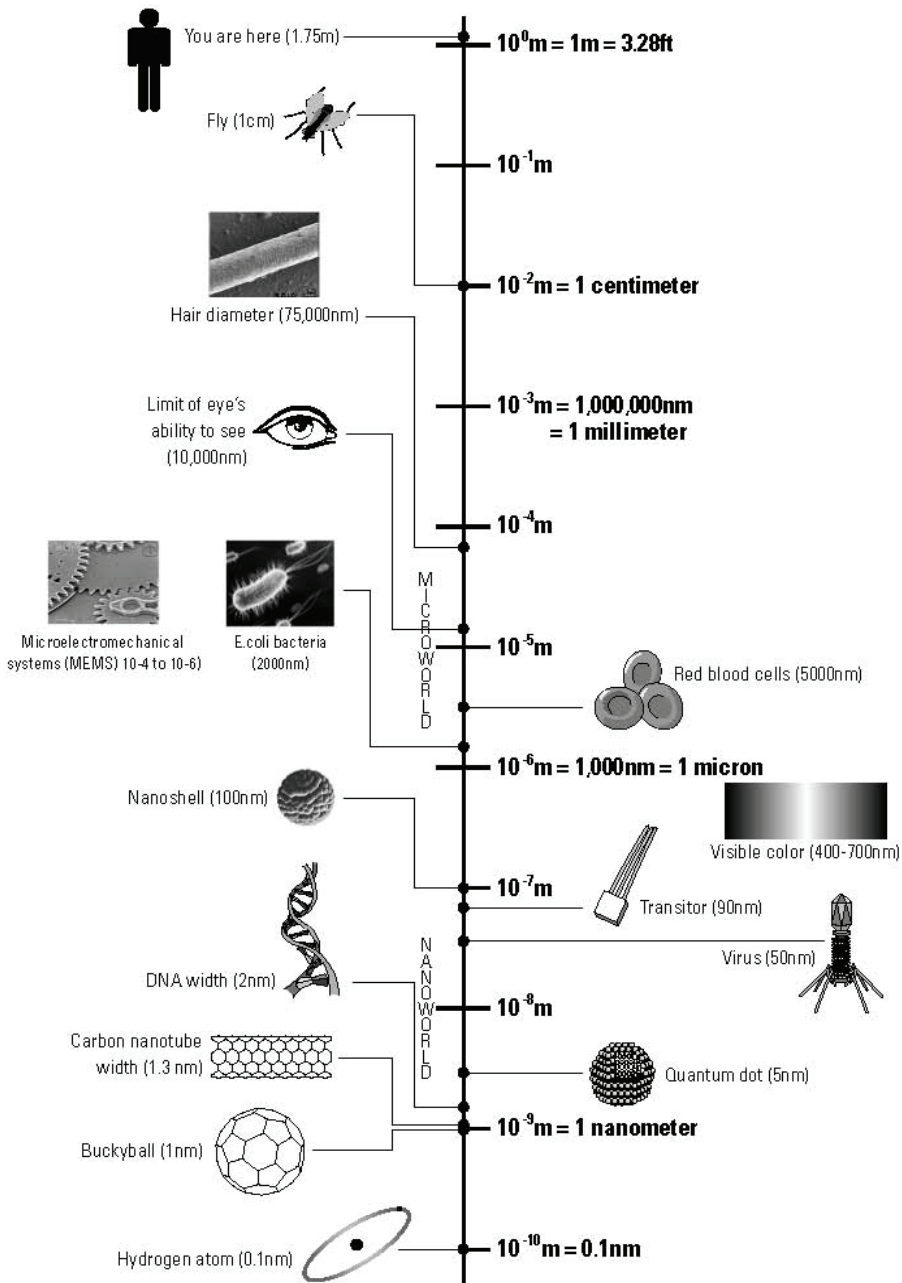 You are here (1.75m)
10⁰m = 1m = 3.28ft
Fly (1cm)
10⁻¹m
10⁻²m = 1 centimeter
Hair diameter (75,000nm)
10⁻³m = 1,000,000nm
= 1 millimeter
Limit of eye's
ability to see
(10,000nm)
10⁻⁴m
MICROWORLD
Microelectromechanical
systems (MEMS) 10-4 to 10-6)
E.coli bacteria
(2000nm)
10⁻⁵m
Red blood cells (5000nm)
10⁻⁶m = 1,000nm = 1 micron
Nanoshell (100nm)
Visible color (400-700nm)
10⁻⁷m
Transitor (90nm)
NANOWORLD
Virus (50nm)
DNA width (2nm)
10⁻⁸m
Carbon nanotube
width (1.3 nm)
Quantum dot (5nm)
10⁻⁹m = 1 nanometer
Buckyball (1nm)
10⁻¹⁰m = 0.1nm
Hydrogen atom (0.1nm)